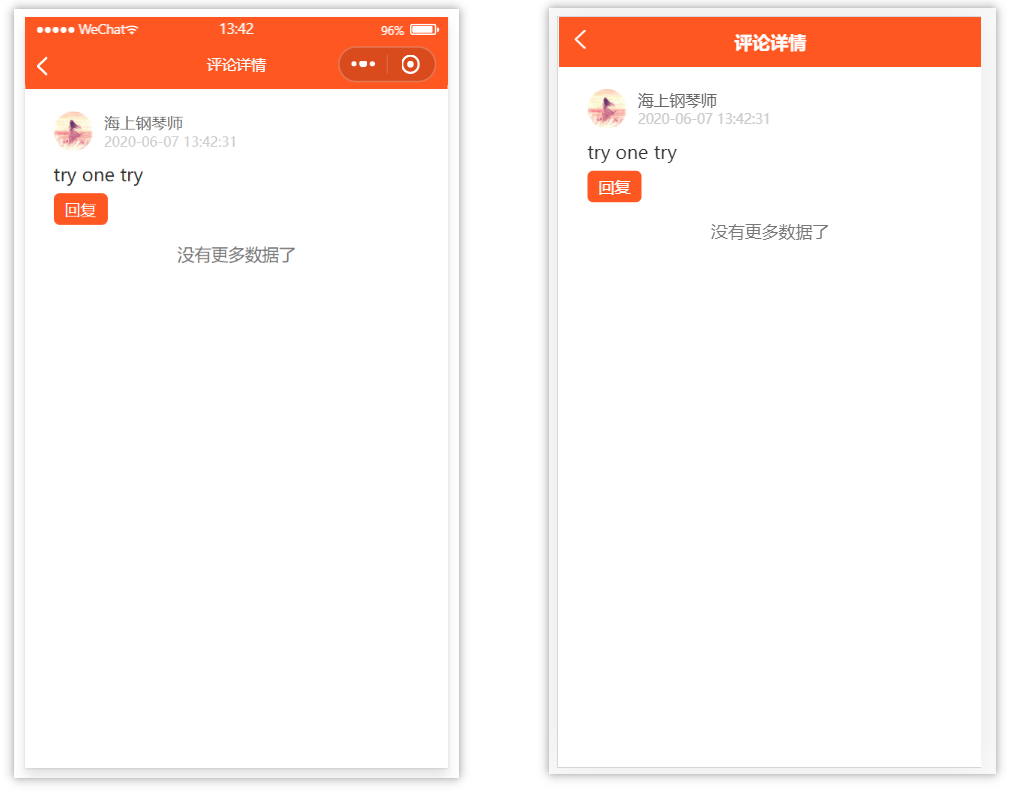 WeChat 13:42 96%
评论详情
海上钢琴师
2020-06-07 13:42:31
try one try
回复
没有更多数据了
评论详情
海上钢琴师
2020-06-07 13:42:31
try one try
回复
没有更多数据了